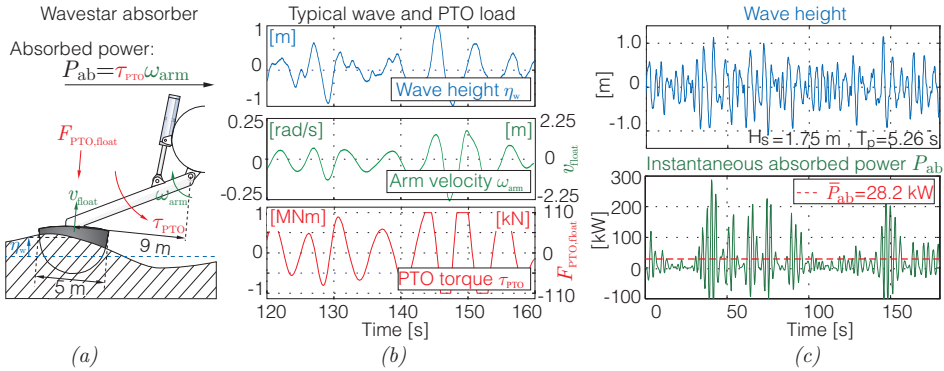 Wavestar absorber
Absorbed power:
P_ab=τ_PTO ω_arm
F_PTO,float
v_float
ω_arm
τ_PTO
η_w
9 m
5 m
(a)
Typical wave and PTO load
[m]
1
0
-1
Wave height η_w
0.25
0
-0.25
[rad/s]
[m]
2.25
0
-2.25
v_float
Arm velocity ω_arm
1
0
-1
[MNm]
[kN]
110
0
-110
F_PTO,float
PTO torque τ_PTO
120 130 140 150 160
Time [s]
(b)
Wave height
1.0
0
-1.0
[m]
H_s=1.75 m , T_p=5.26 s
Instantaneous absorbed power P_ab
P̄_ab=28.2 kW
300
200
100
0
-100
[kW]
0 50 100 150
Time [s]
(c)